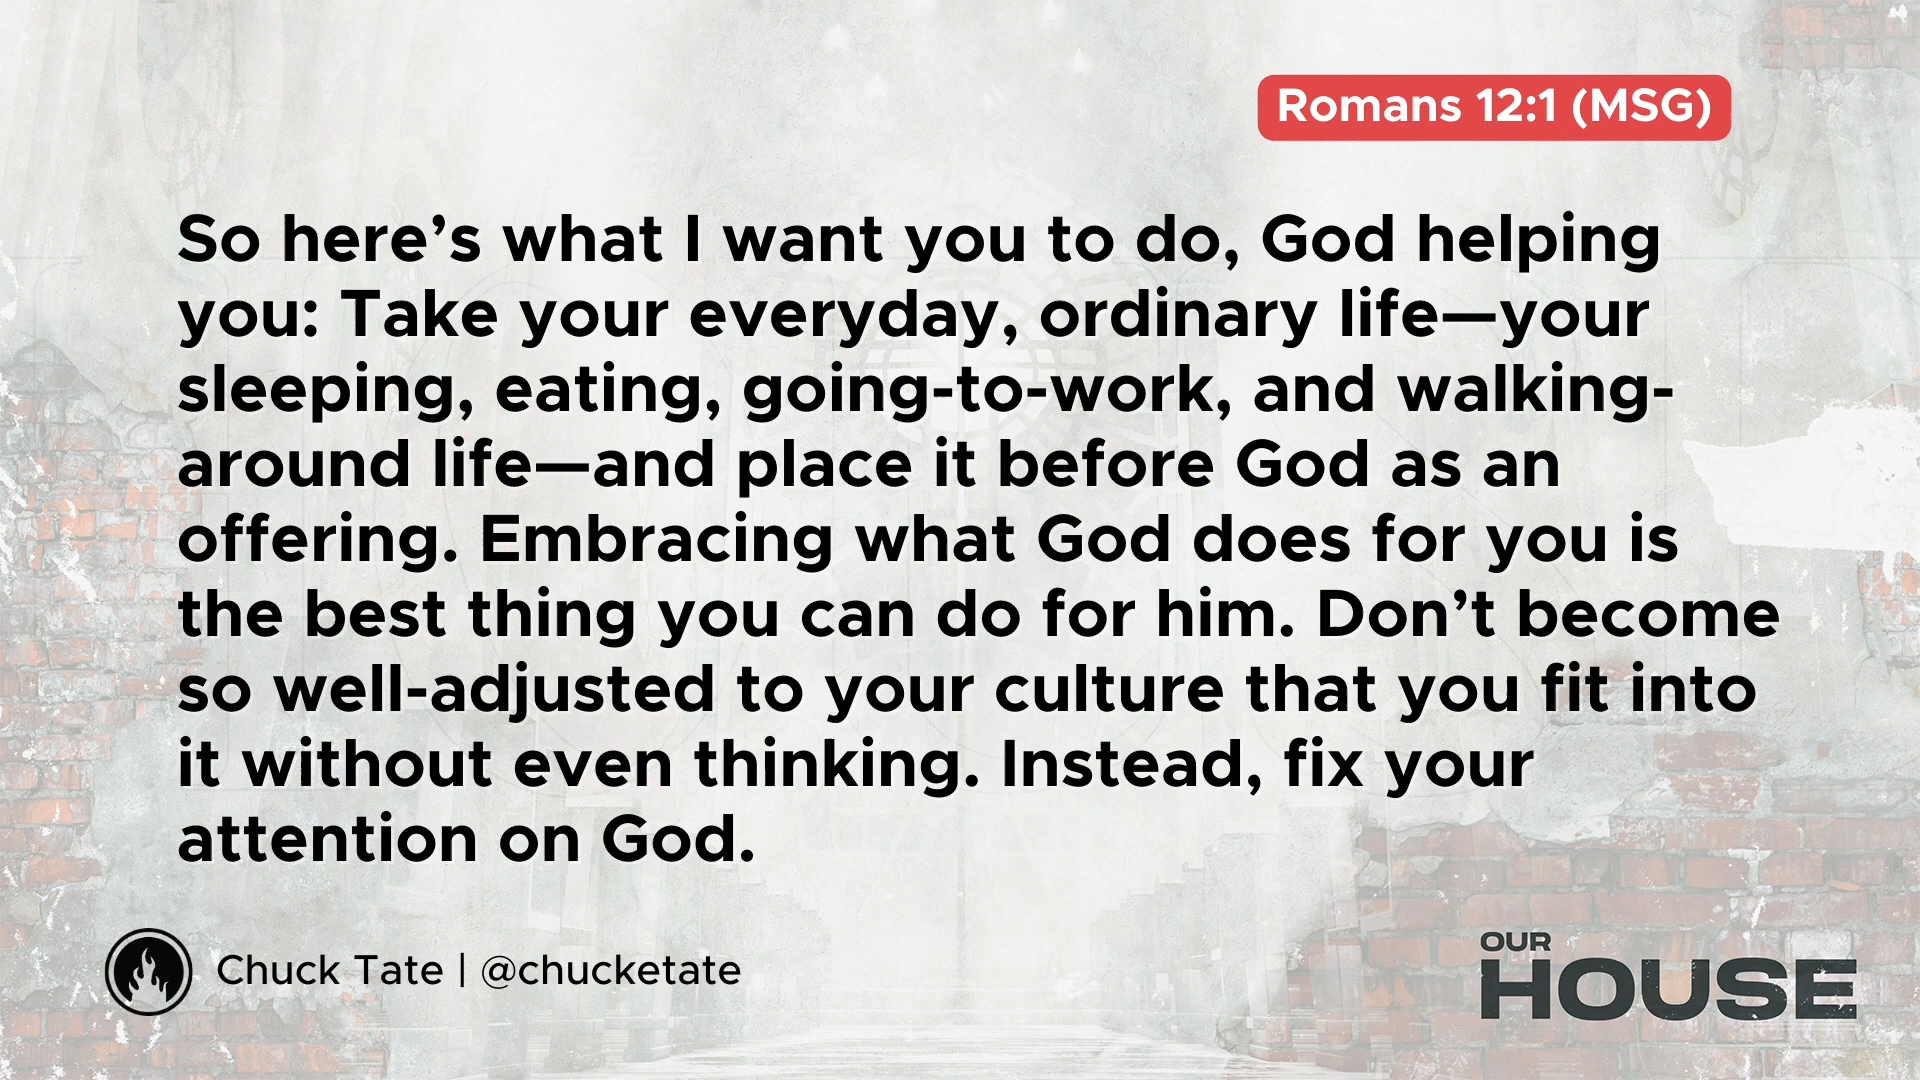 Romans 12:1 (MSG)
So here’s what I want you to do, God helping
you: Take your everyday, ordinary life—your
sleeping, eating, going-to-work, and walking-
around life—and place it before God as an
offering. Embracing what God does for you is
the best thing you can do for him. Don’t become
so well-adjusted to your culture that you fit into
it without even thinking. Instead, fix your
attention on God.
Chuck Tate | @chucketate
OUR
HOUSE